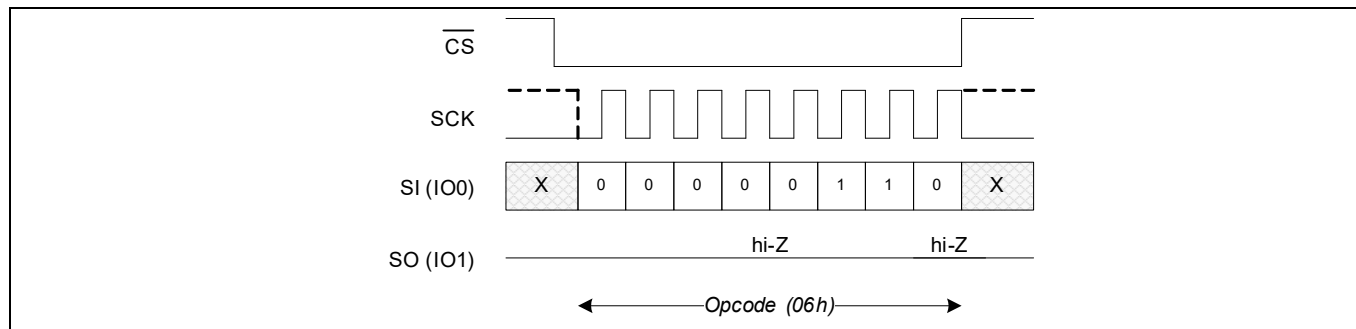 CS
SCK
SI (IO0) X 0 0 0 0 0 1 1 0 X
hi-Z hi-Z
SO (IO1)
Opcode (06h)